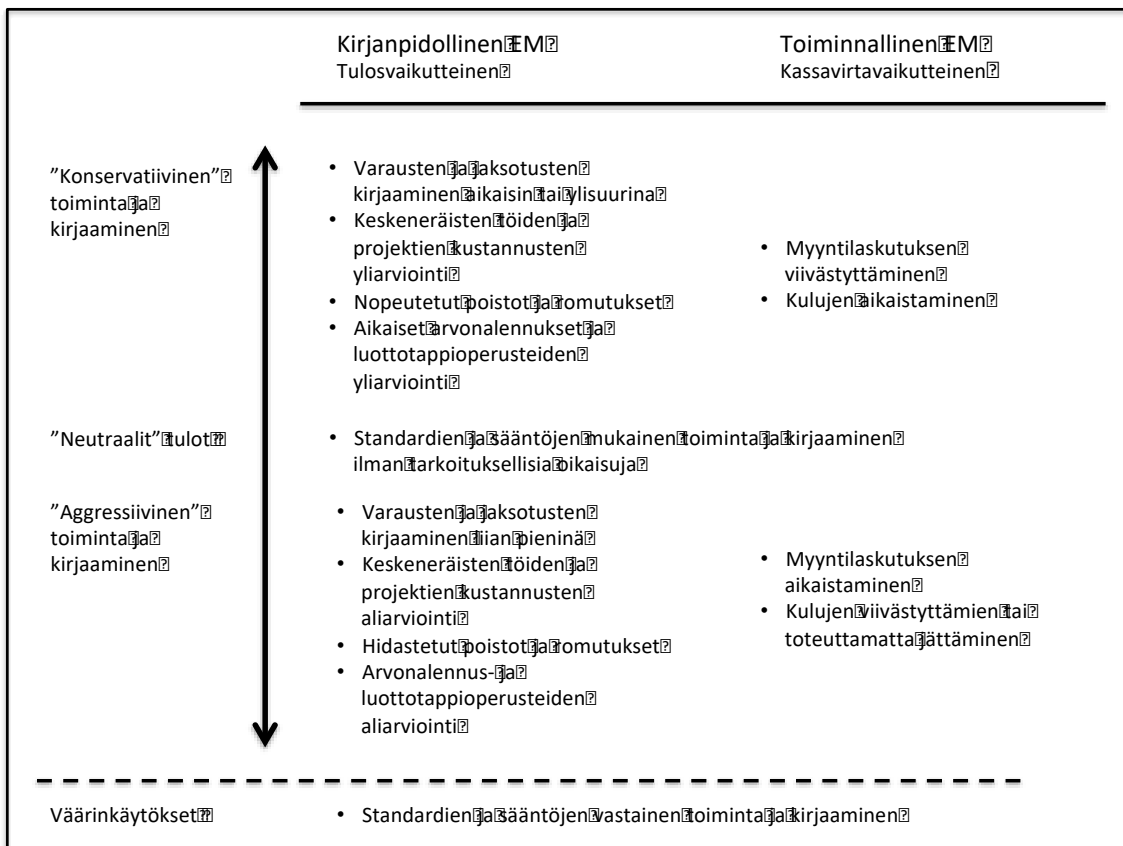 Kirjanpidollinen EM
Tulosvaikutteinen
Toiminnallinen EM
Kassavirtavaikutteinen
”Konservatiivinen”
toiminta ja
kirjaaminen
• Varausten ja jaksotusten
kirjaaminen aikaisin tai ylisuurina
• Keskeneräisten töiden ja
projektien kustannusten
yliarviointi
• Nopeutetut poistot ja romutukset
• Aikaiset arvonalennukset ja
luottotappioperusteiden
yliarviointi
• Myyntilaskutuksen
viivästyttäminen
• Kulujen aikaistaminen
”Neutraalit” tulot
• Standardien ja sääntöjen mukainen toiminta ja kirjaaminen
ilman tarkoituksellisia oikaisuja
”Aggressiivinen”
toiminta ja
kirjaaminen
• Varausten ja jaksotusten
kirjaaminen liian pieninä
• Keskeneräisten töiden ja
projektien kustannusten
aliarviointi
• Hidastetut poistot ja romutukset
• Arvonalennus- ja
luottotappioperusteiden
aliarviointi
• Myyntilaskutuksen
aikaistaminen
• Kulujen viivästyttämien tai
toteuttamatta jättäminen
Väärinkäytökset
• Standardien ja sääntöjen vastainen toiminta ja kirjaaminen